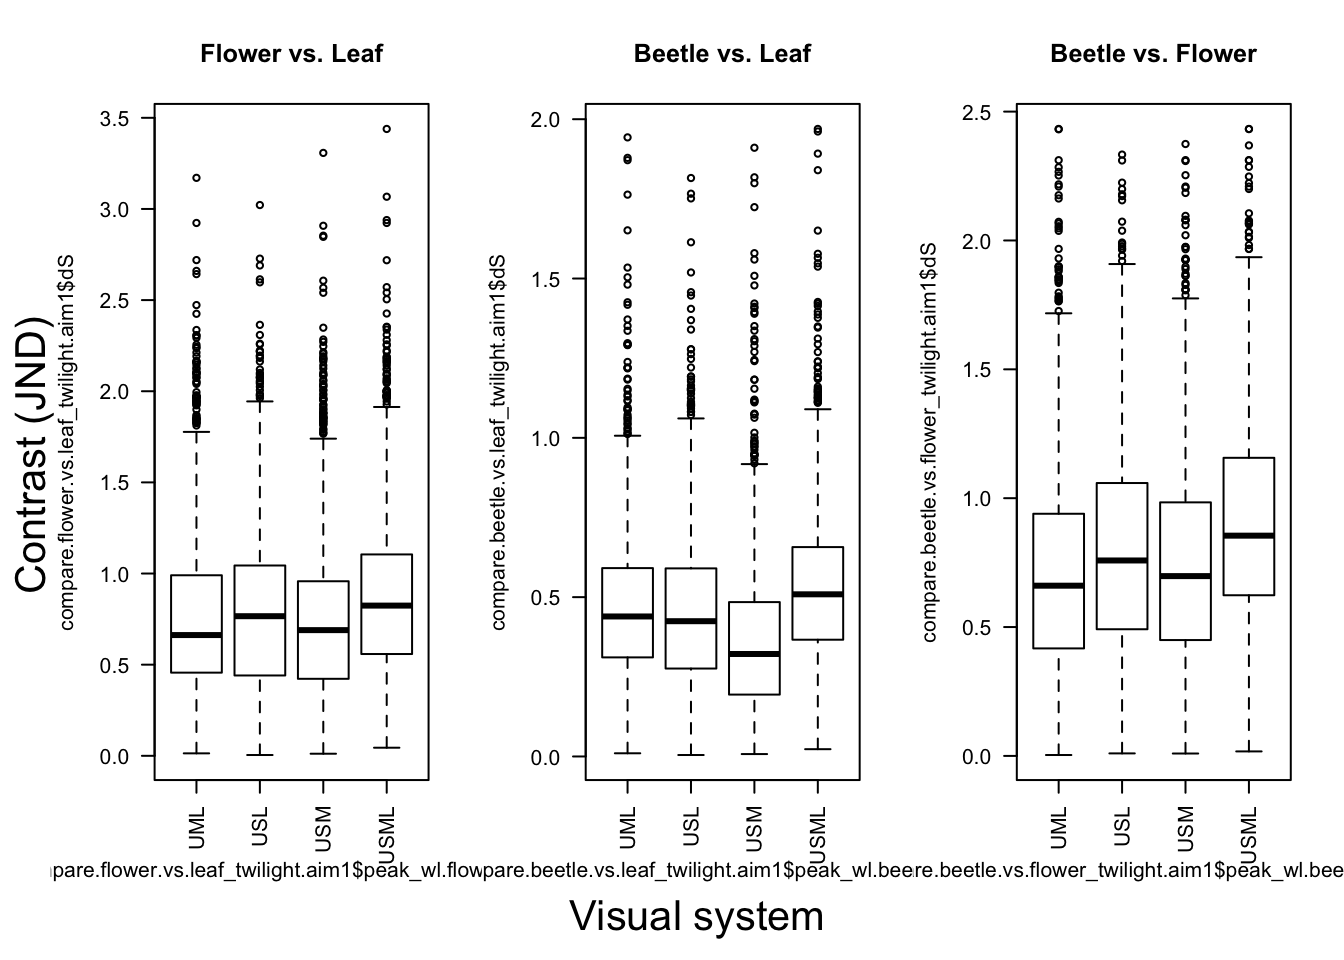 Flower vs. Leaf
Beetle vs. Leaf
Beetle vs. Flower
Contrast (JND)
compare.flower.vs.leaf_twilight.aim1$dS
3.5
3.0
2.5
2.0
1.5
1.0
0.5
0.0
UML
USL
USM
USML
compare.beetle.vs.leaf_twilight.aim1$dS
2.0
1.5
1.0
0.5
0.0
UML
USL
USM
USML
compare.beetle.vs.flower_twilight.aim1$dS
2.5
2.0
1.5
1.0
0.5
0.0
UML
USL
USM
USML
pare.flower.vs.leaf_twilight.aim1$peak_wl.flow
pare.beetle.vs.leaf_twilight.aim1$peak_wl.bee
re.beetle.vs.flower_twilight.aim1$peak_wl.bee
Visual system